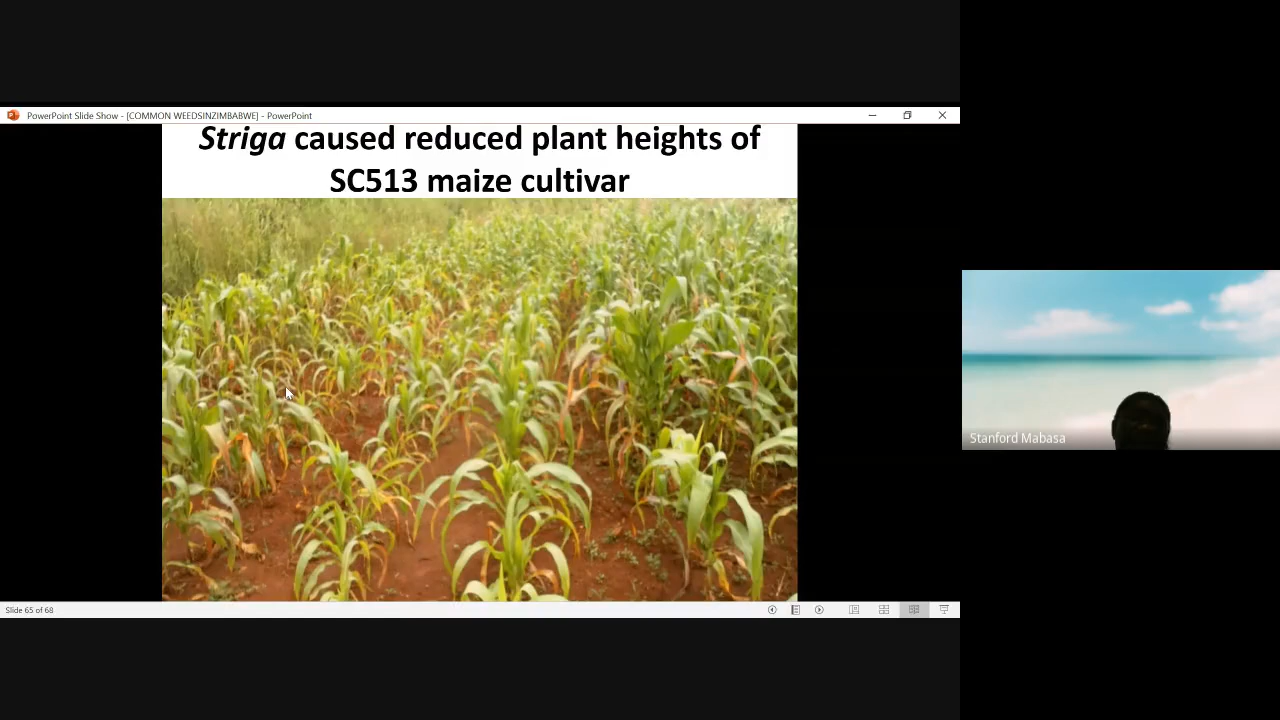 PowerPoint Slide Show - [COMMON WEEDSINZIMBABWE] - PowerPoint
Striga caused reduced plant heights of
SC513 maize cultivar
Stanford Mabasa
Slide 65 of 68